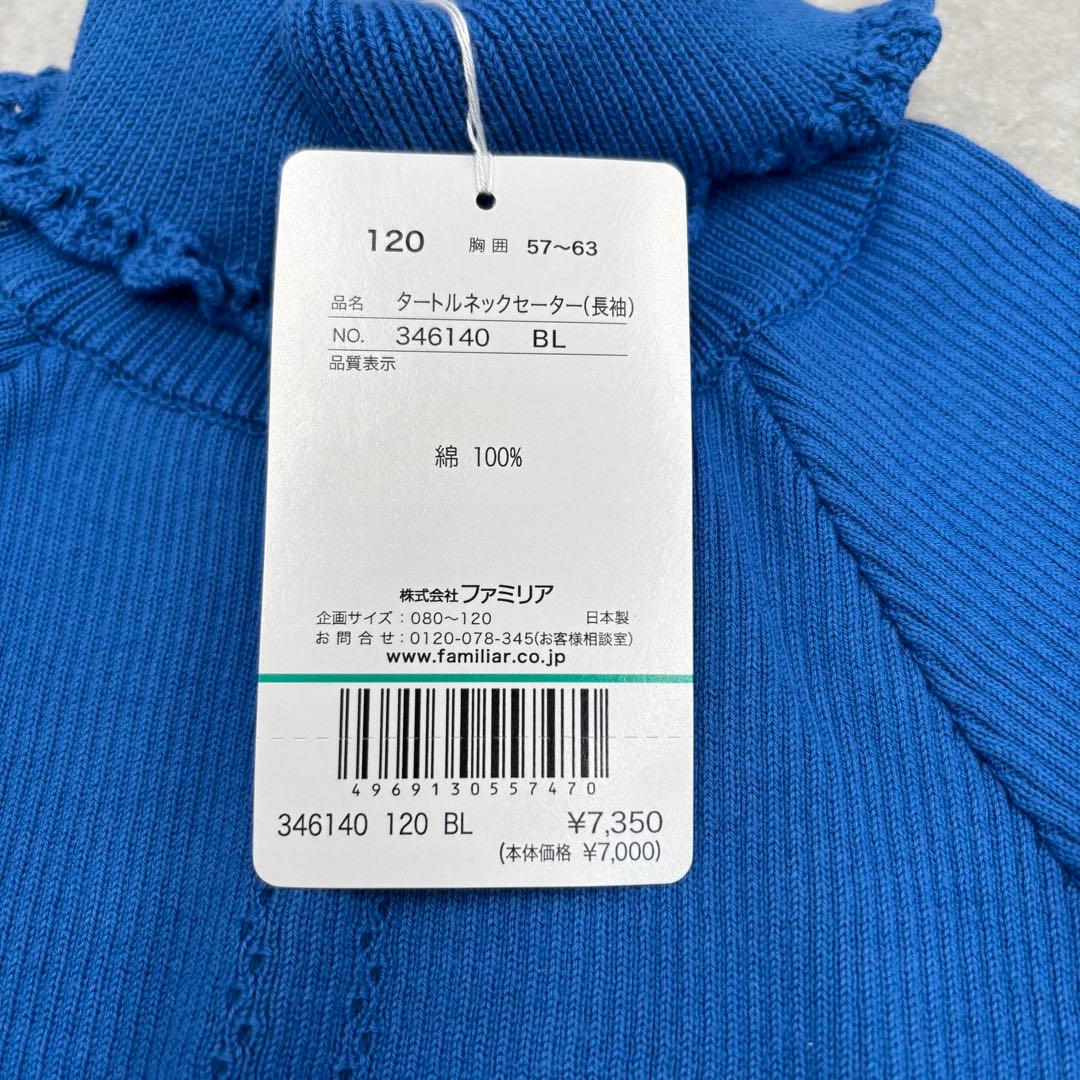 120 胸囲 57～63
品名 タートルネックセーター(長袖)
NO. 346140 BL
品質表示
綿 100%
株式会社ファミリア
企画サイズ：080～120 日本製
お問合せ：0120-078-345(お客様相談室)
www.familiar.co.jp
4969130557470
346140 120 BL ¥7,350
(本体価格 ¥7,000)